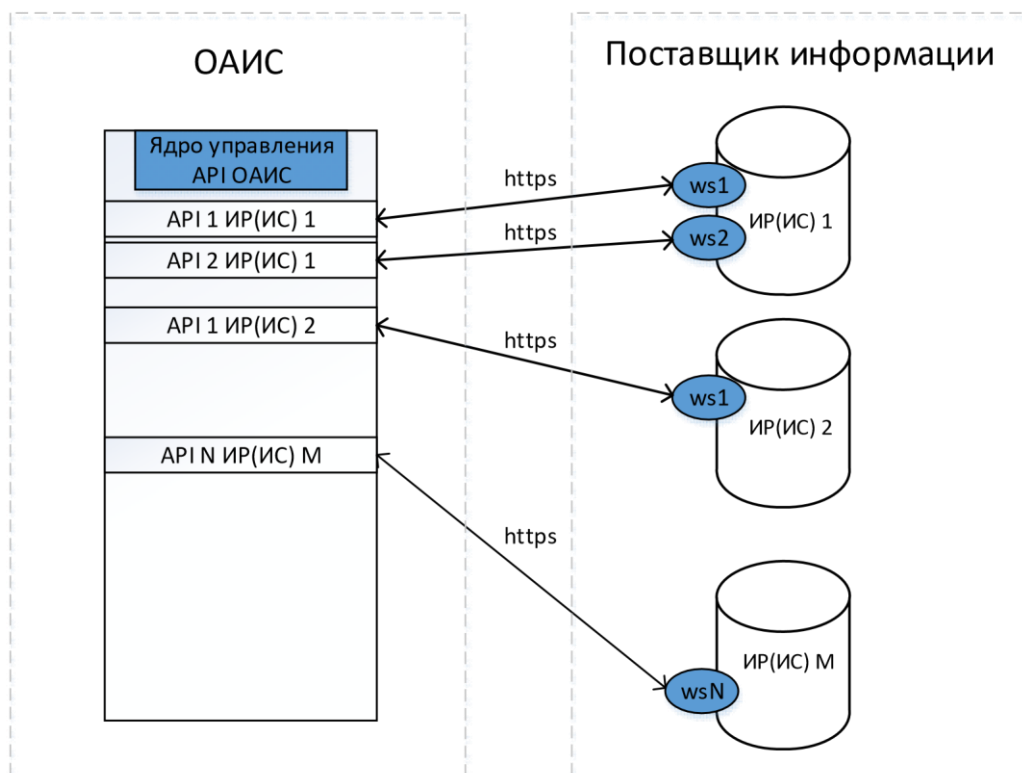 ОАИС
Поставщик информации
Ядро управления
API ОАИС
API 1 ИР(ИС) 1
API 2 ИР(ИС) 1
API 1 ИР(ИС) 2
API N ИР(ИС) M
https
https
https
https
ws1
ws2
ИР(ИС) 1
ws1
ИР(ИС) 2
wsN
ИР(ИС) M